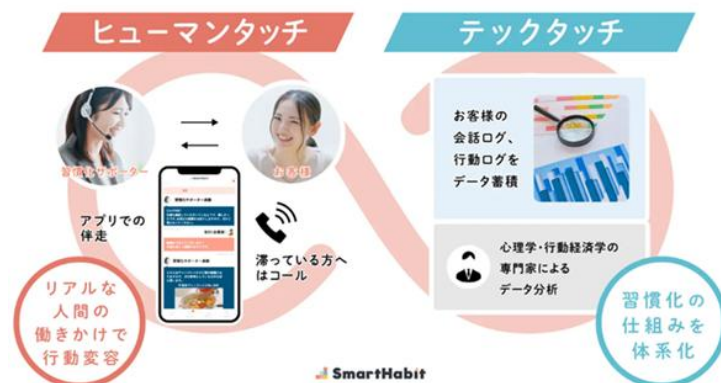 ヒューマンタッチ
習慣化サポーター
お客様
アプリでの
伴走
滞っている方へ
はコール
リアルな
人間の
働きかけで
行動変容
テックタッチ
お客様の
会話ログ、
行動ログを
データ蓄積
心理学・行動経済学の
専門家による
データ分析
習慣化の
仕組みを
体系化
SmartHabit